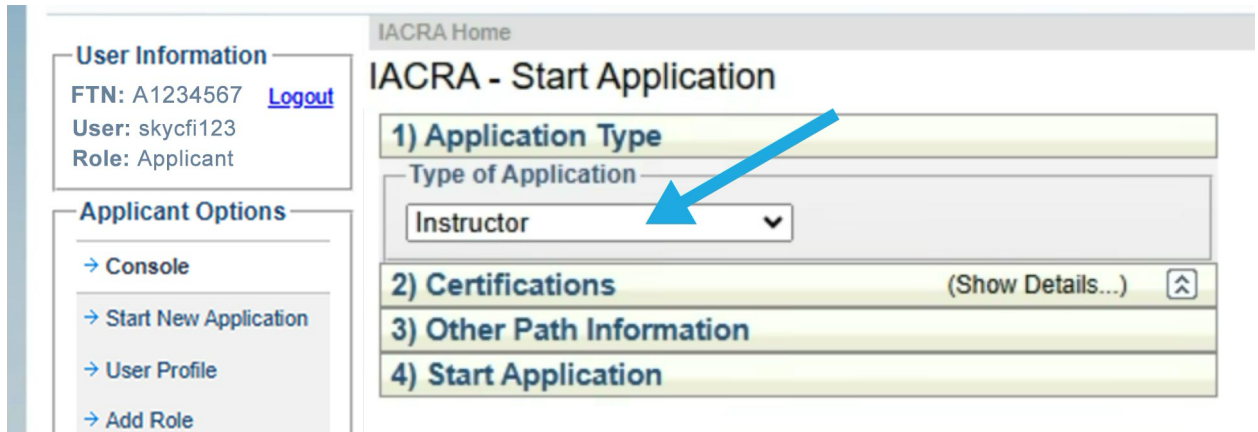 IACRA Home
IACRA - Start Application
User Information
FTN: A1234567 Logout
User: skycfi123
Role: Applicant
Applicant Options
Console
Start New Application
User Profile
Add Role
1) Application Type
Type of Application
Instructor
2) Certifications (Show Details...)
3) Other Path Information
4) Start Application